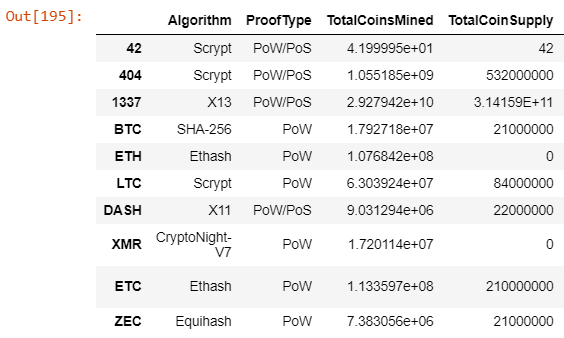 Out[195]:
Algorithm ProofType TotalCoinsMined TotalCoinSupply
42 Scrypt PoW/PoS 4.199995e+01 42
404 Scrypt PoW/PoS 1.055185e+09 532000000
1337 X13 PoW/PoS 2.927942e+10 3.14159E+11
BTC SHA-256 PoW 1.792718e+07 21000000
ETH Ethash PoW 1.076842e+08 0
LTC Scrypt PoW 6.303924e+07 84000000
DASH X11 PoW/PoS 9.031294e+06 22000000
XMR CryptoNight-
V7 PoW 1.720114e+07 0
ETC Ethash PoW 1.133597e+08 210000000
ZEC Equihash PoW 7.383056e+06 21000000